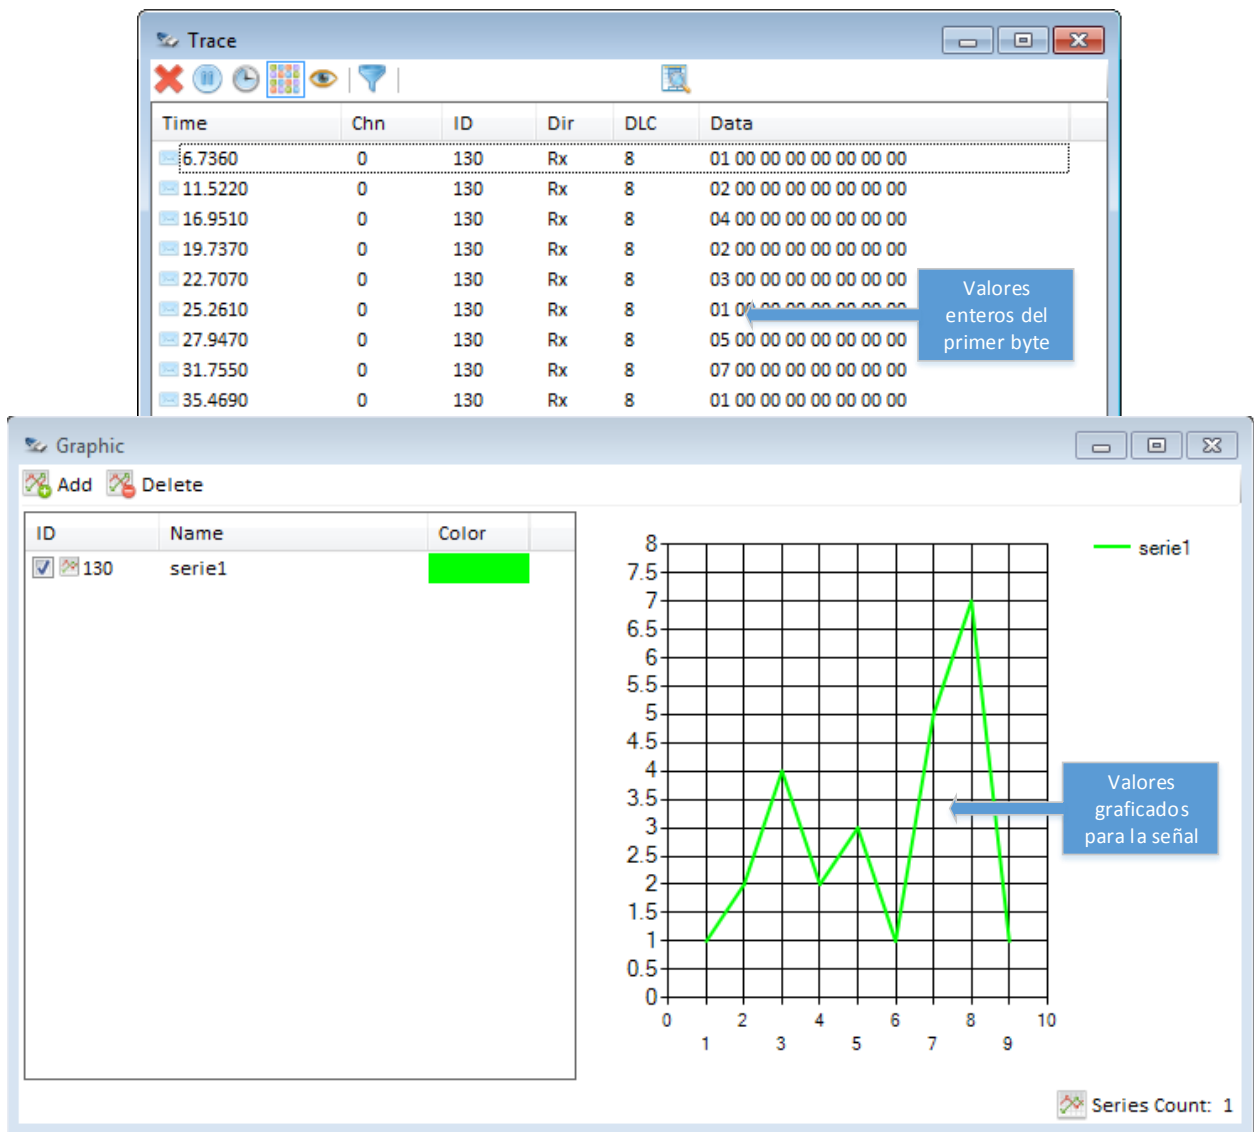 Trace
Time Chn ID Dir DLC Data
6.7360 0 130 Rx 8 01 00 00 00 00 00 00 00
11.5220 0 130 Rx 8 02 00 00 00 00 00 00 00
16.9510 0 130 Rx 8 04 00 00 00 00 00 00 00
19.7370 0 130 Rx 8 02 00 00 00 00 00 00 00
22.7070 0 130 Rx 8 03 00 00 00 00 00 00 00
25.2610 0 130 Rx 8 01 00 00 00 00 00 00 00
27.9470 0 130 Rx 8 05 00 00 00 00 00 00 00
31.7550 0 130 Rx 8 07 00 00 00 00 00 00 00
35.4690 0 130 Rx 8 01 00 00 00 00 00 00 00
Valores
enteros del
primer byte
Graphic
Add Delete
ID Name Color
130 serie1
8
7.5
7
6.5
6
5.5
5
4.5
4
3.5
3
2.5
2
1.5
1
0.5
0
0 2 4 6 8 10
1 3 5 7 9
serie1
Valores
graficados
para la señal
Series Count: 1